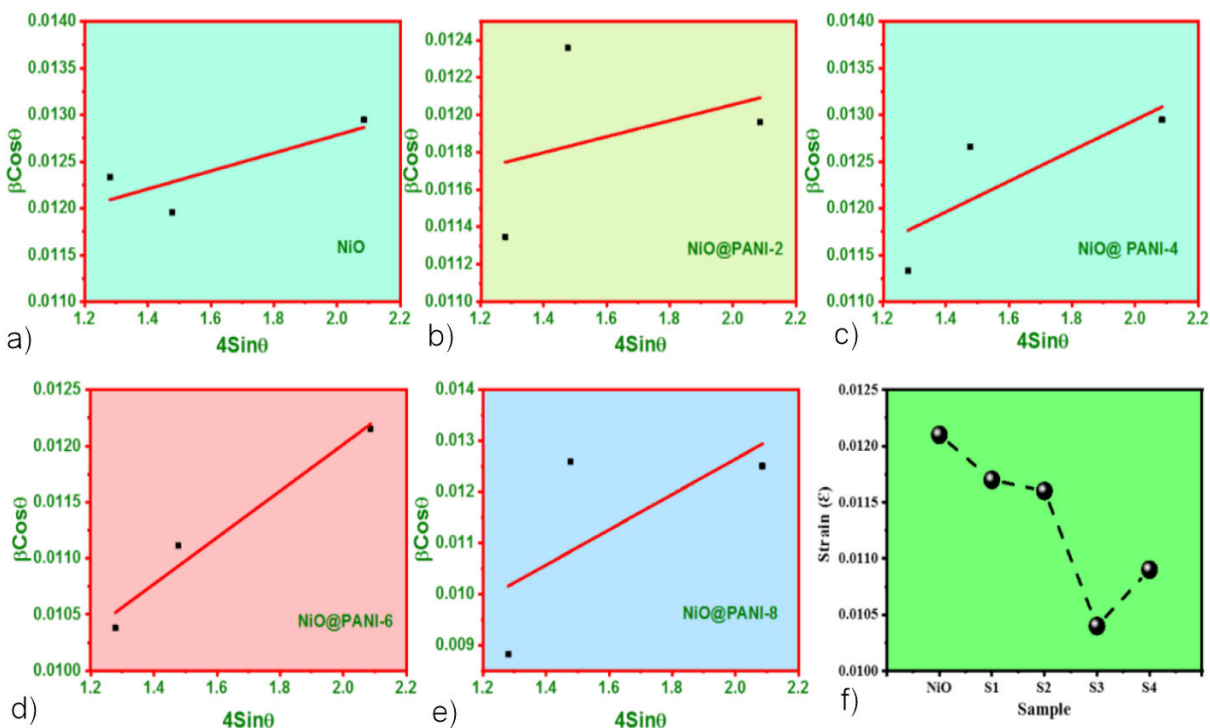 0.0140
0.0135
0.0130
0.0125
0.0120
0.0115
0.0110
βCosθ
NiO
1.2 1.4 1.6 1.8 2.0 2.2
4Sinθ
a)
0.0124
0.0122
0.0120
0.0118
0.0116
0.0114
0.0112
0.0110
βCosθ
NiO@PANI-2
1.2 1.4 1.6 1.8 2.0 2.2
4Sinθ
b)
0.0140
0.0135
0.0130
0.0125
0.0120
0.0115
0.0110
βCosθ
NiO@ PANI-4
1.2 1.4 1.6 1.8 2.0 2.2
4Sinθ
c)
0.0125
0.0120
0.0115
0.0110
0.0105
0.0100
βCosθ
NiO@PANI-6
1.2 1.4 1.6 1.8 2.0 2.2
4Sinθ
d)
0.014
0.013
0.012
0.011
0.010
0.009
βCosθ
NiO@PANI-8
1.2 1.4 1.6 1.8 2.0 2.2
4Sinθ
e)
0.0125
0.0120
0.0115
0.0110
0.0105
0.0100
Strain (Ɛ)
NiO S1 S2 S3 S4
Sample
f)